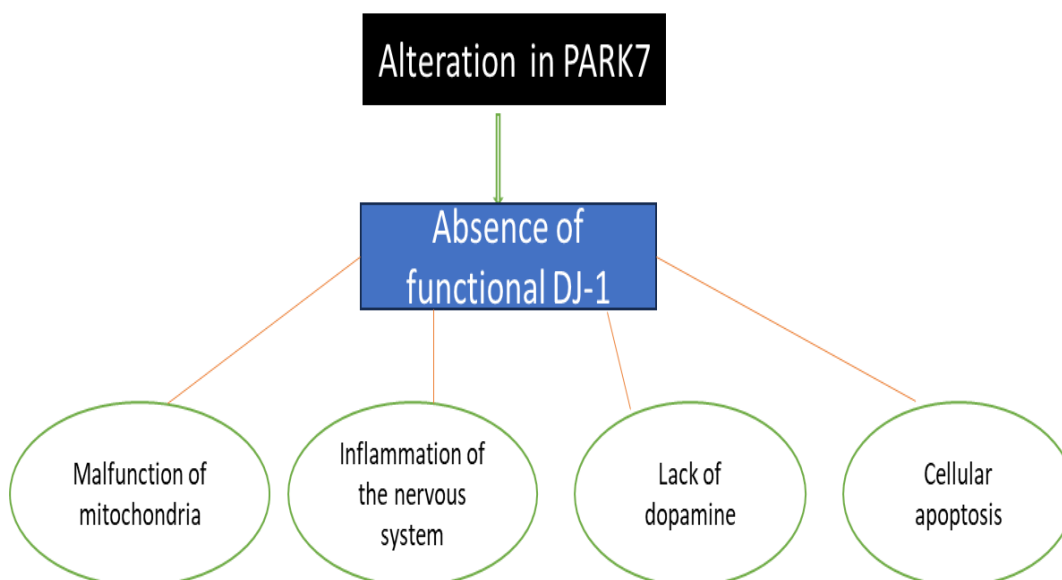 Alteration in PARK7
Absence of
functional DJ-1
Malfunction of
mitochondria
Inflammation of
the nervous
system
Lack of
dopamine
Cellular
apoptosis